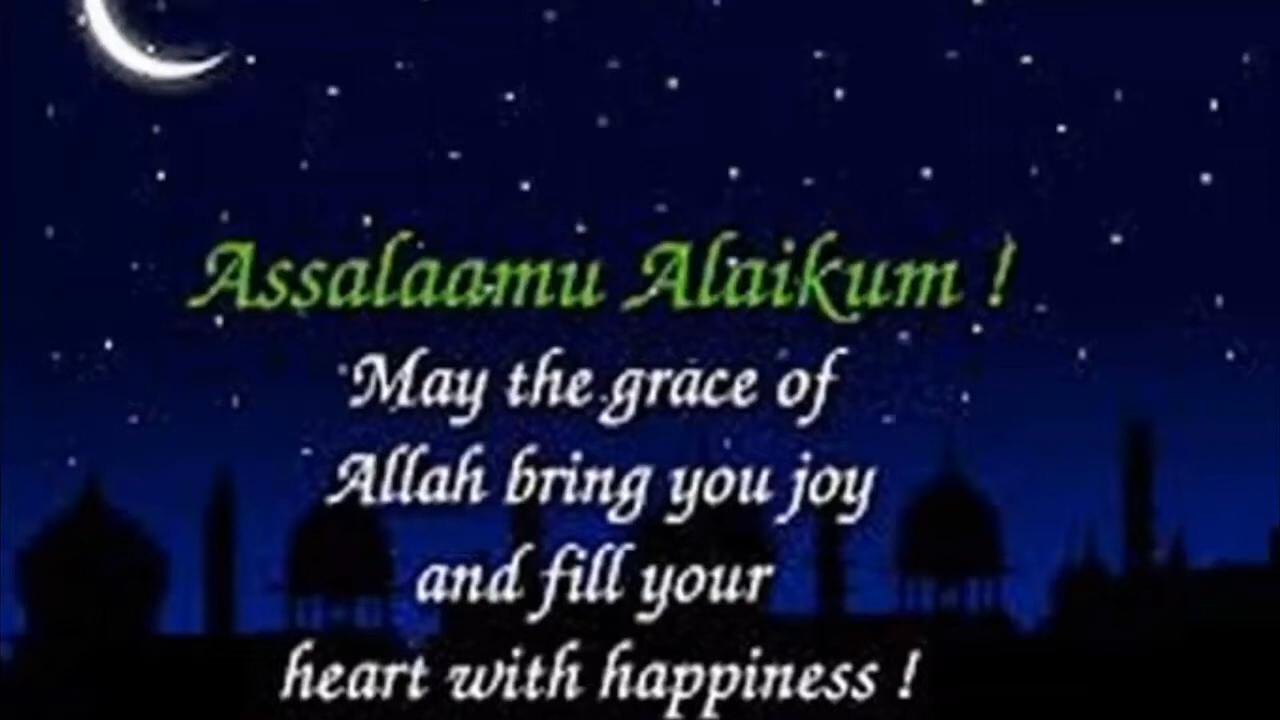 Assalaamu Alaikum !
May the grace of
Allah bring you joy
and fill your
heart with happiness !